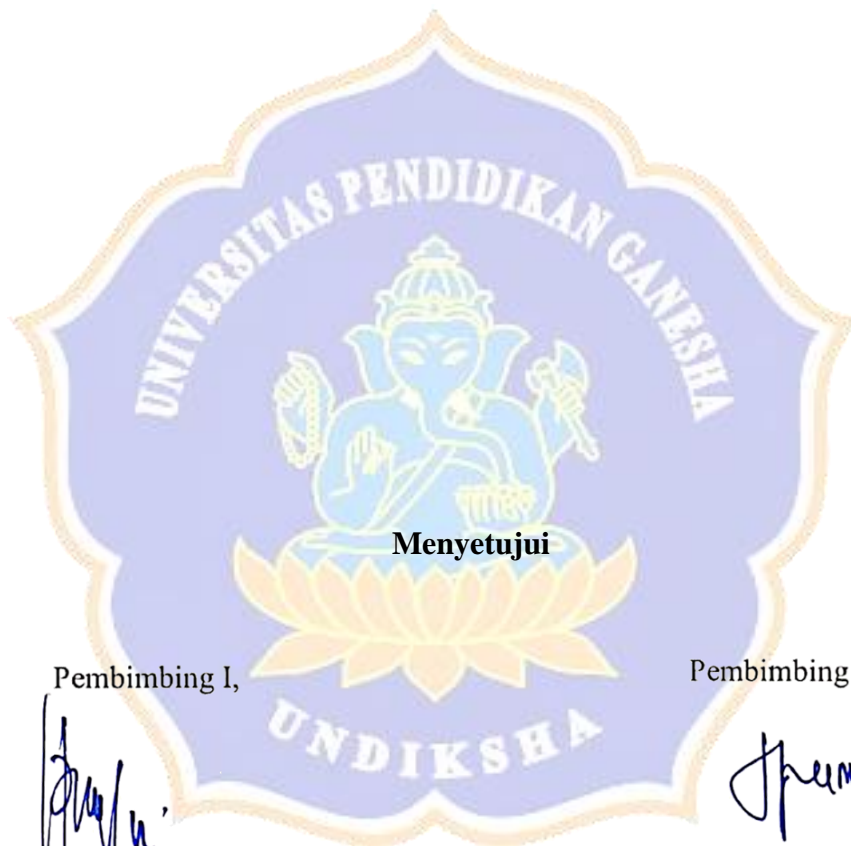 UNIVERSITAS PENDIDIKAN GANESHA
Menyetujui
Pembimbing I,
Pembimbing
UNDIKSHA